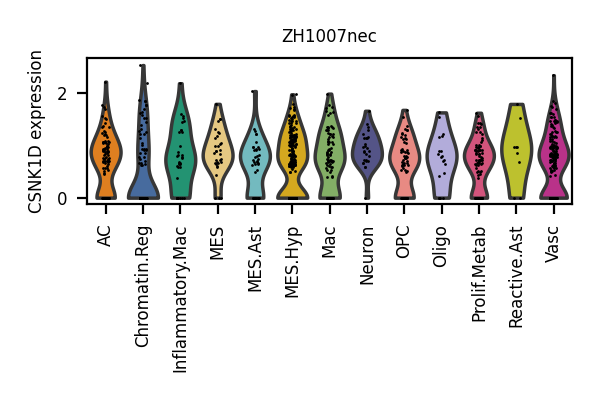 ZH1007nec
CSNK1D expression
2
0
AC
Chromatin.Reg
Inflammatory.Mac
MES
MES.Ast
MES.Hyp
Mac
Neuron
OPC
Oligo
Prolif.Metab
Reactive.Ast
Vasc